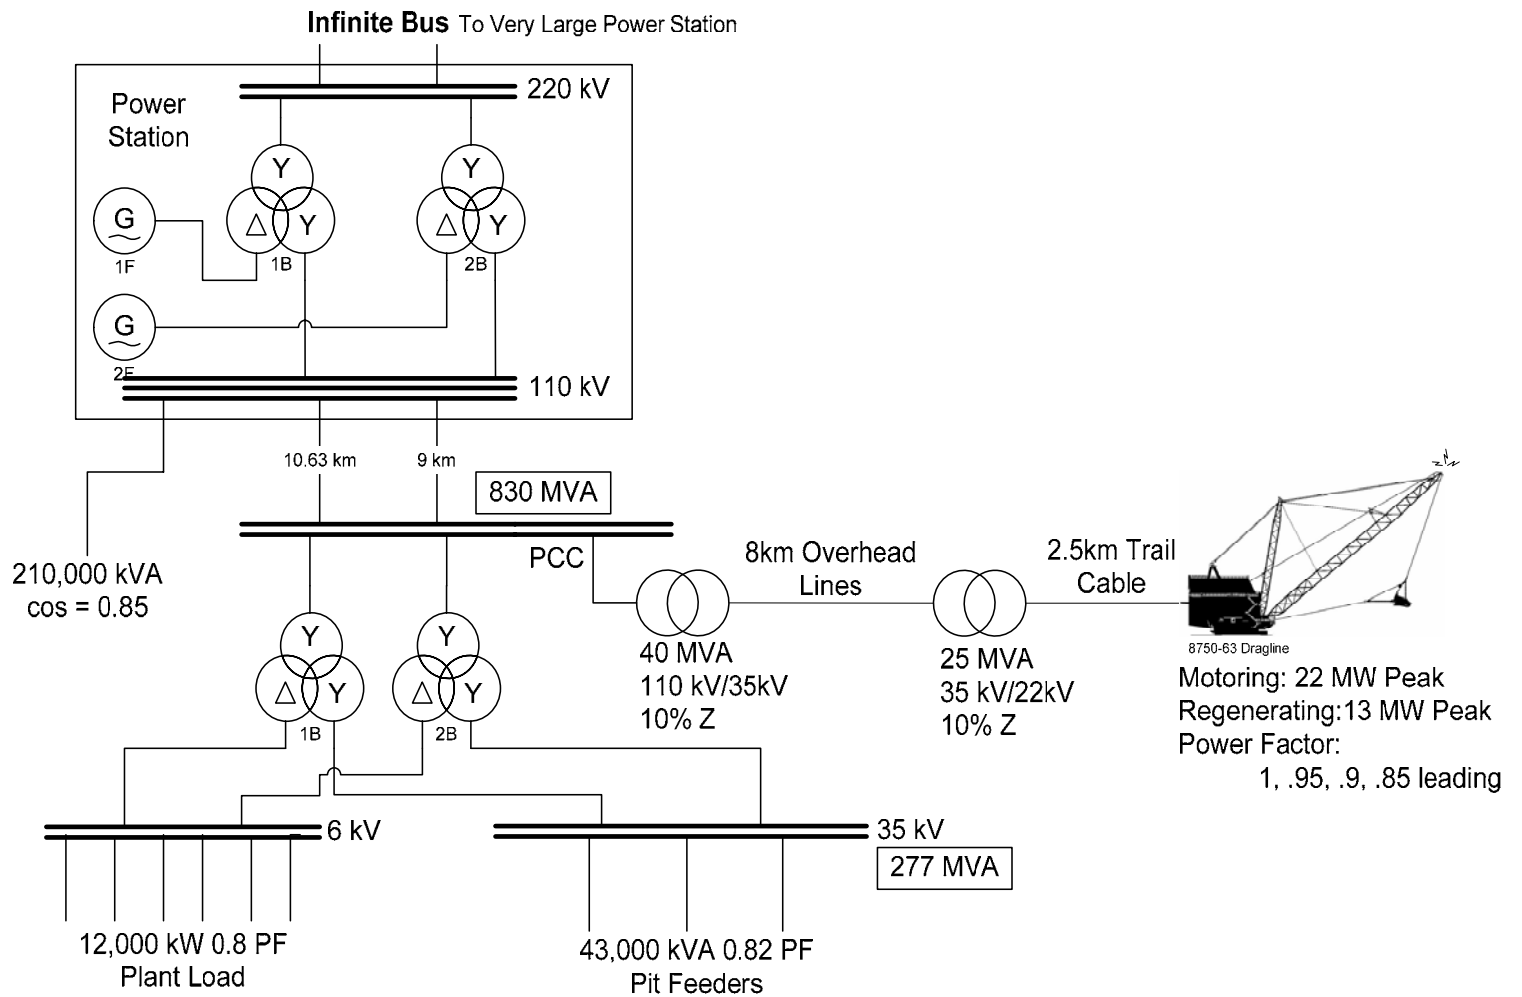 Infinite Bus To Very Large Power Station
220 kV
Power
Station
Y
Y
G
Δ
Y
Δ
Y
1F
1B
2B
G
2F
110 kV
10.63 km
9 km
830 MVA
PCC
8km Overhead
Lines
2.5km Trail
Cable
210,000 kVA
cos = 0.85
Y
Y
8750-63 Dragline
40 MVA
110 kV/35kV
10% Z
25 MVA
35 kV/22kV
10% Z
Motoring: 22 MW Peak
Regenerating:13 MW Peak
Power Factor:
1, .95, .9, .85 leading
Δ
Y
Δ
Y
1B
2B
6 kV
35 kV
277 MVA
12,000 kW 0.8 PF
Plant Load
43,000 kVA 0.82 PF
Pit Feeders